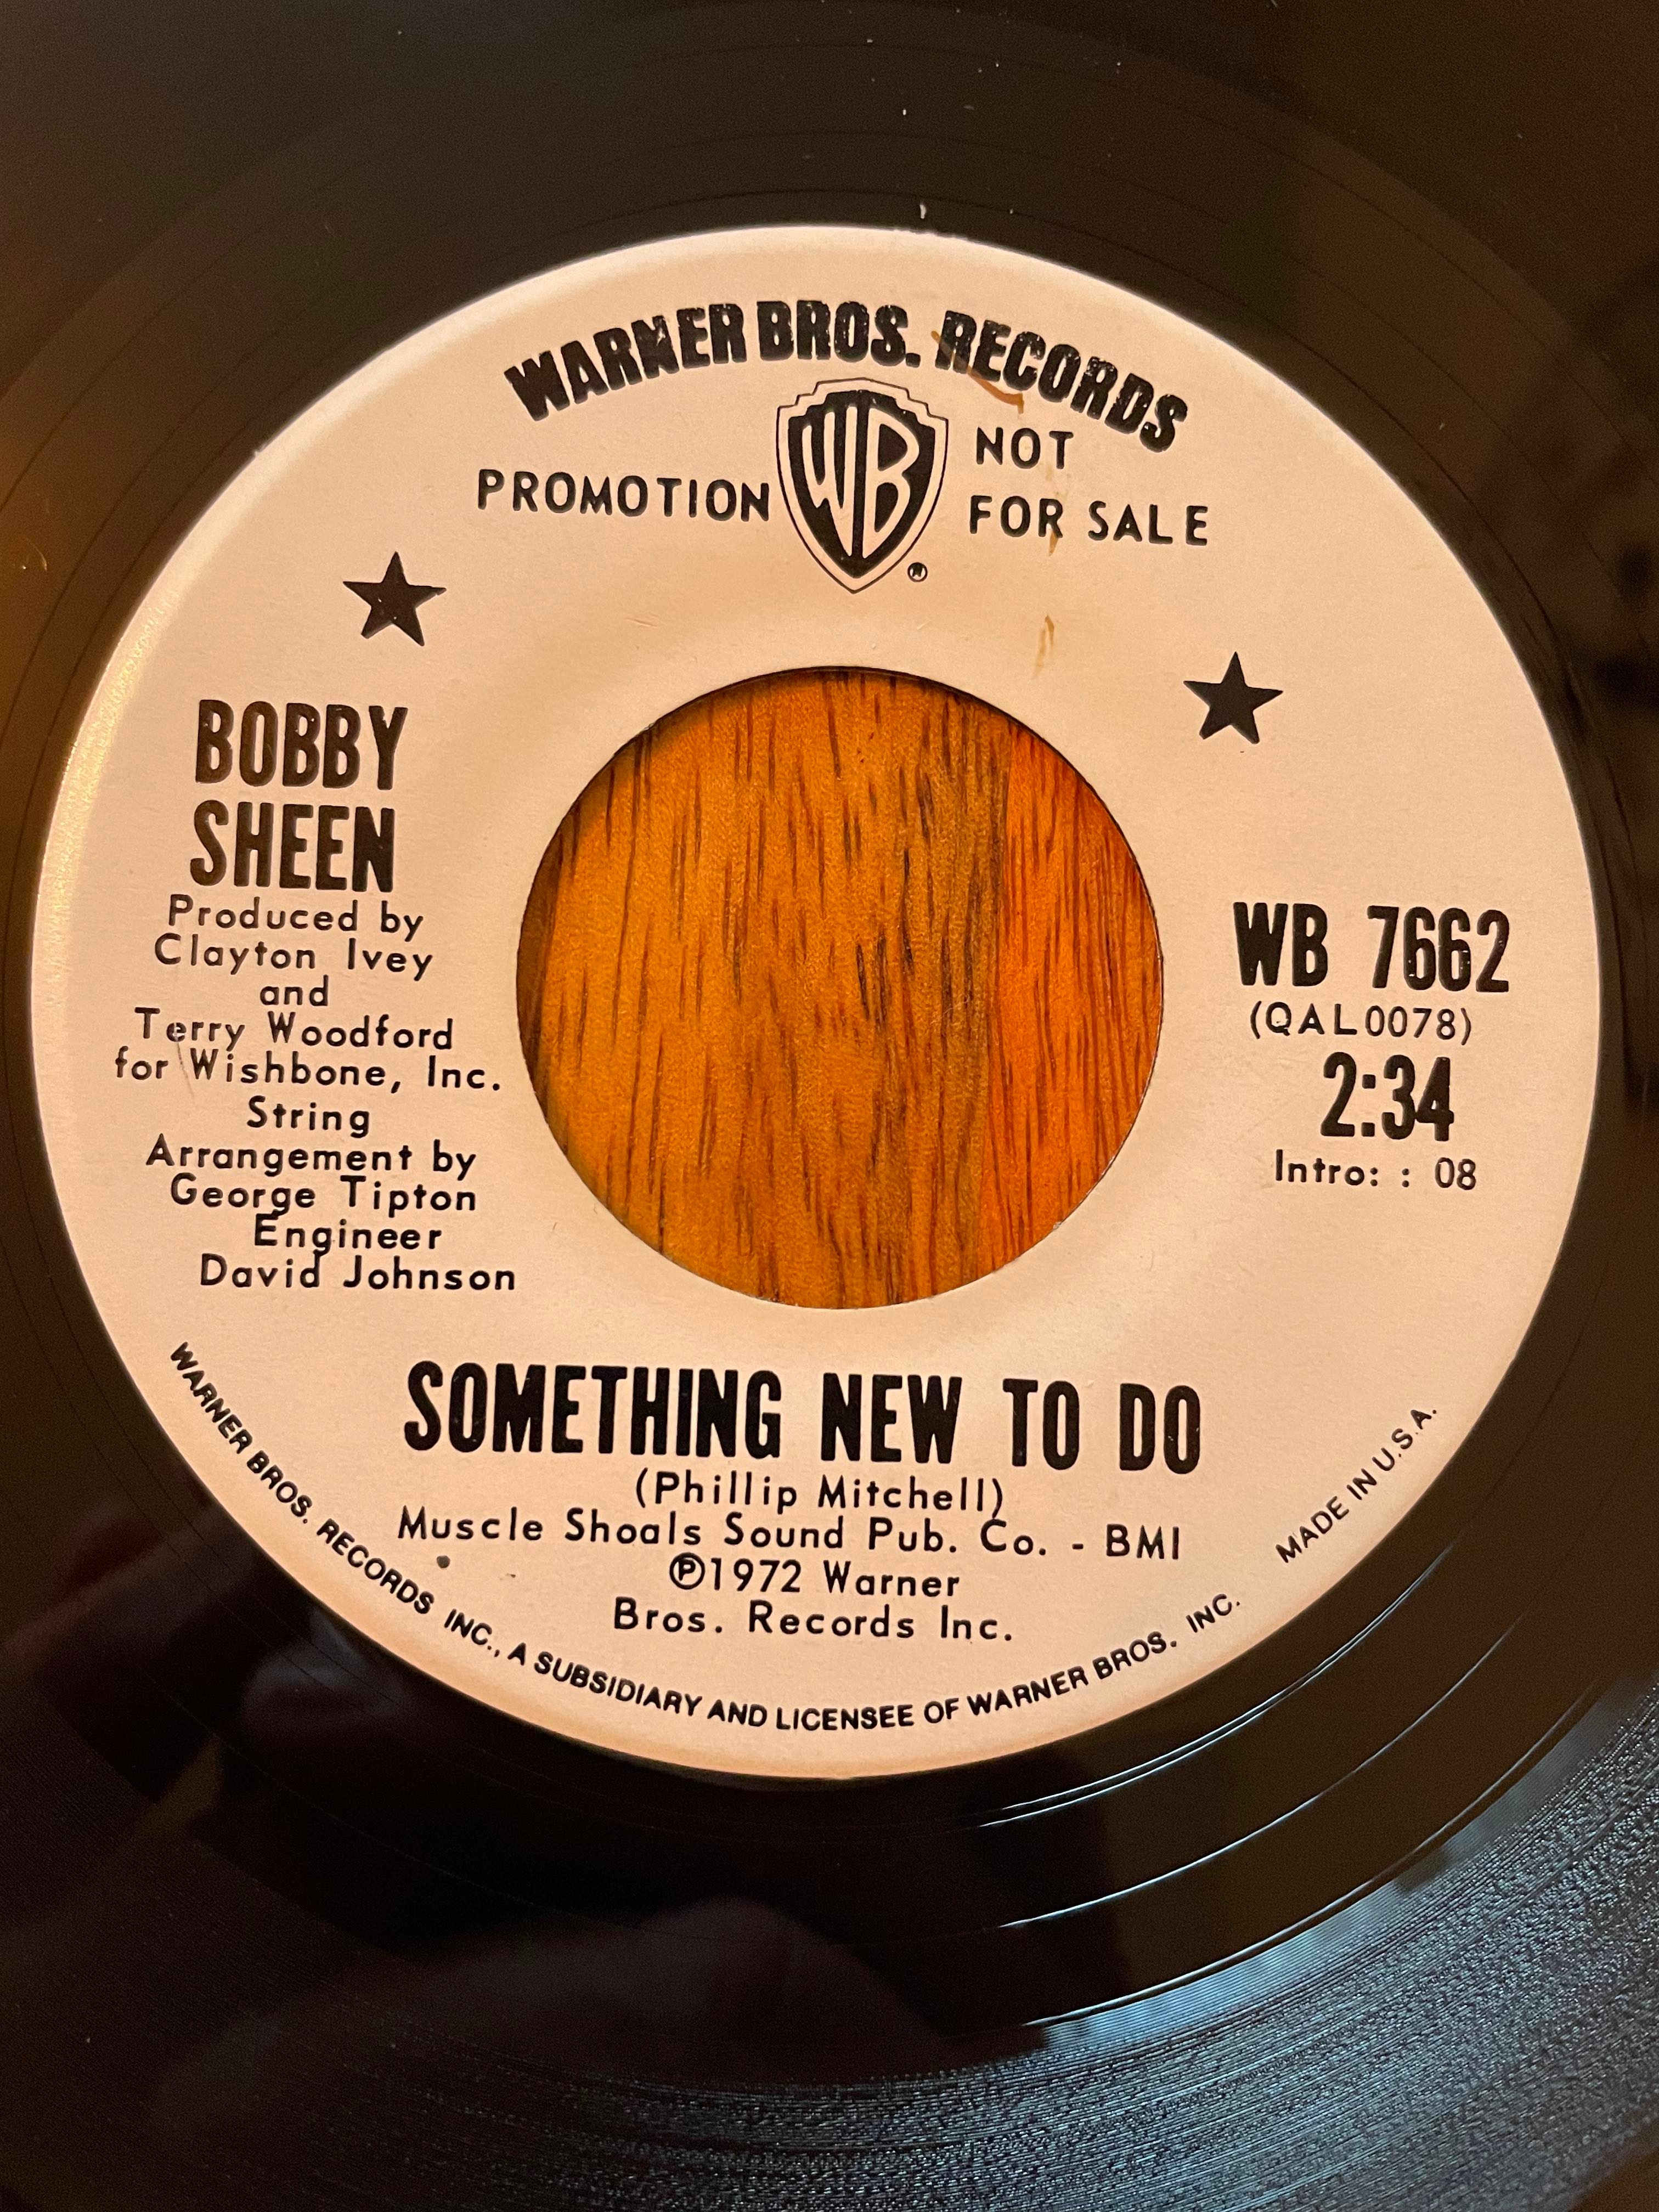 WARNER BROS. RECORDS
PROMOTION
WB
NOT
FOR SALE
BOBBY
SHEEN
Produced by
Clayton Ivey
and
Terry Woodford
for Wishbone, Inc.
String
Arrangement by
George Tipton
Engineer
David Johnson
WB 7662
(QAL0078)
2:34
Intro: : 08
SOMETHING NEW TO DO
(Phillip Mitchell)
Muscle Shoals Sound Pub. Co. - BMI
℗1972 Warner
Bros. Records Inc.
WARNER BROS. RECORDS INC., A SUBSIDIARY AND LICENSEE OF WARNER BROS. INC.
MADE IN U.S.A.